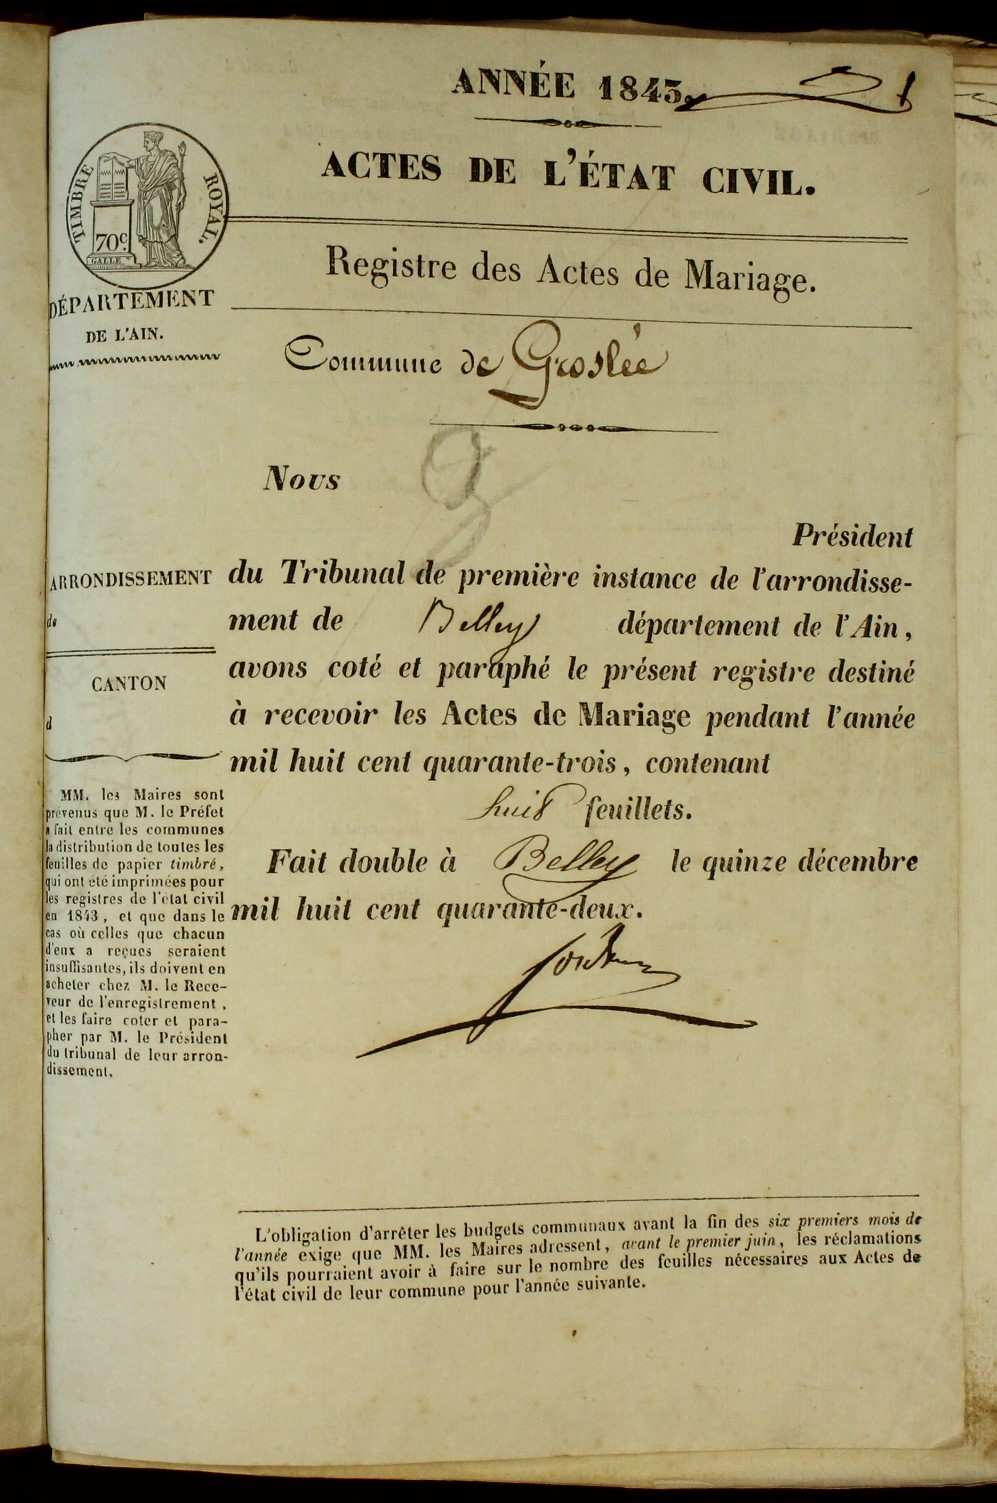 ANNÉE 1843.
ACTES DE L'ÉTAT CIVIL.
TIMBRE ROYAL.
70c.
GALLE
DÉPARTEMENT
DE L'AIN.
Registre des Actes de Mariage.
Commune de Groslée
Nous
Président
ARRONDISSEMENT
de
CANTON
d
du Tribunal de première instance de l'arrondisse-
ment de Belley département de l'Ain,
avons coté et paraphé le présent registre destiné
à recevoir les Actes de Mariage pendant l'année
mil huit cent quarante-trois, contenant
huit feuillets.
Fait double à Belley le quinze décembre
mil huit cent quarante-deux.
MM. les Maires sont
prévenus que M. le Préfet
a fait entre les communes
la distribution de toutes les
feuilles de papier timbré,
qui ont été imprimées pour
les registres de l'état civil
en 1843, et que dans le
cas où celles que chacun
d'eux a reçues seraient
insuffisantes, ils doivent en
acheter chez M. le Rece-
veur de l'enregistrement,
et les faire coter et para-
pher par M. le Président
du tribunal de leur arron-
dissement.
L'obligation d'arrêter les budgets communaux avant la fin des six premiers mois de
l'année exige que MM. les Maires adressent, avant le premier juin, les réclamations
qu'ils pourraient avoir à faire sur le nombre des feuilles nécessaires aux Actes de
l'état civil de leur commune pour l'année suivante.